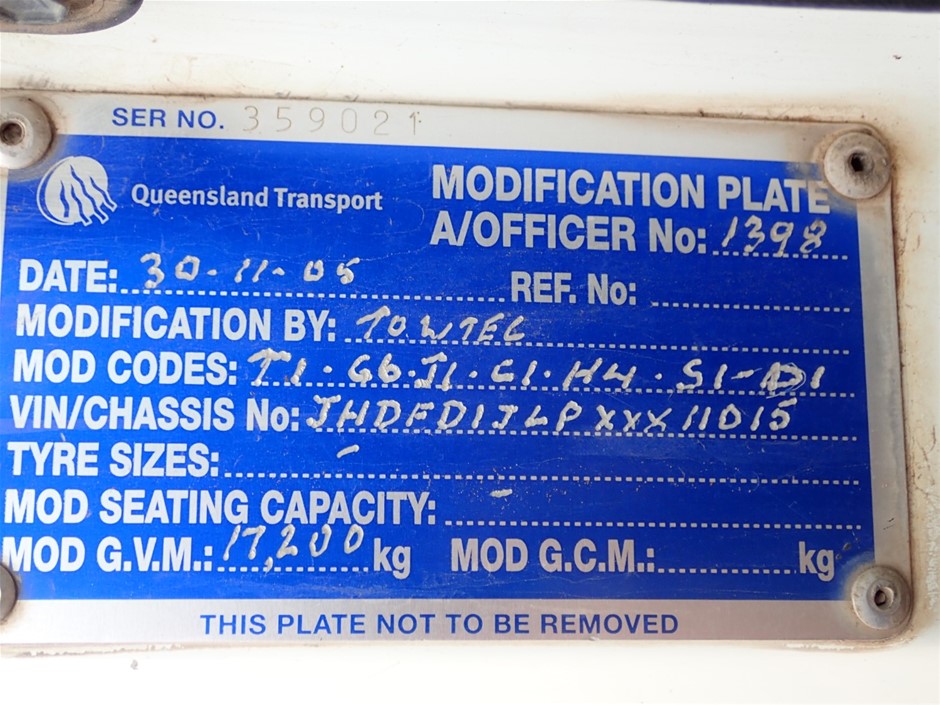 SER NO. 359021
Queensland Transport
MODIFICATION PLATE
A/OFFICER No: 1398
DATE: 30-11-05 REF. No:
MODIFICATION BY: TOWTEC
MOD CODES: T1.G6.J1.C1.H4.S1-D1
VIN/CHASSIS No: JHDFD1JLPXXX11015
TYRE SIZES: -
MOD SEATING CAPACITY:
MOD G.V.M.: 17,200 kg MOD G.C.M.: kg
THIS PLATE NOT TO BE REMOVED